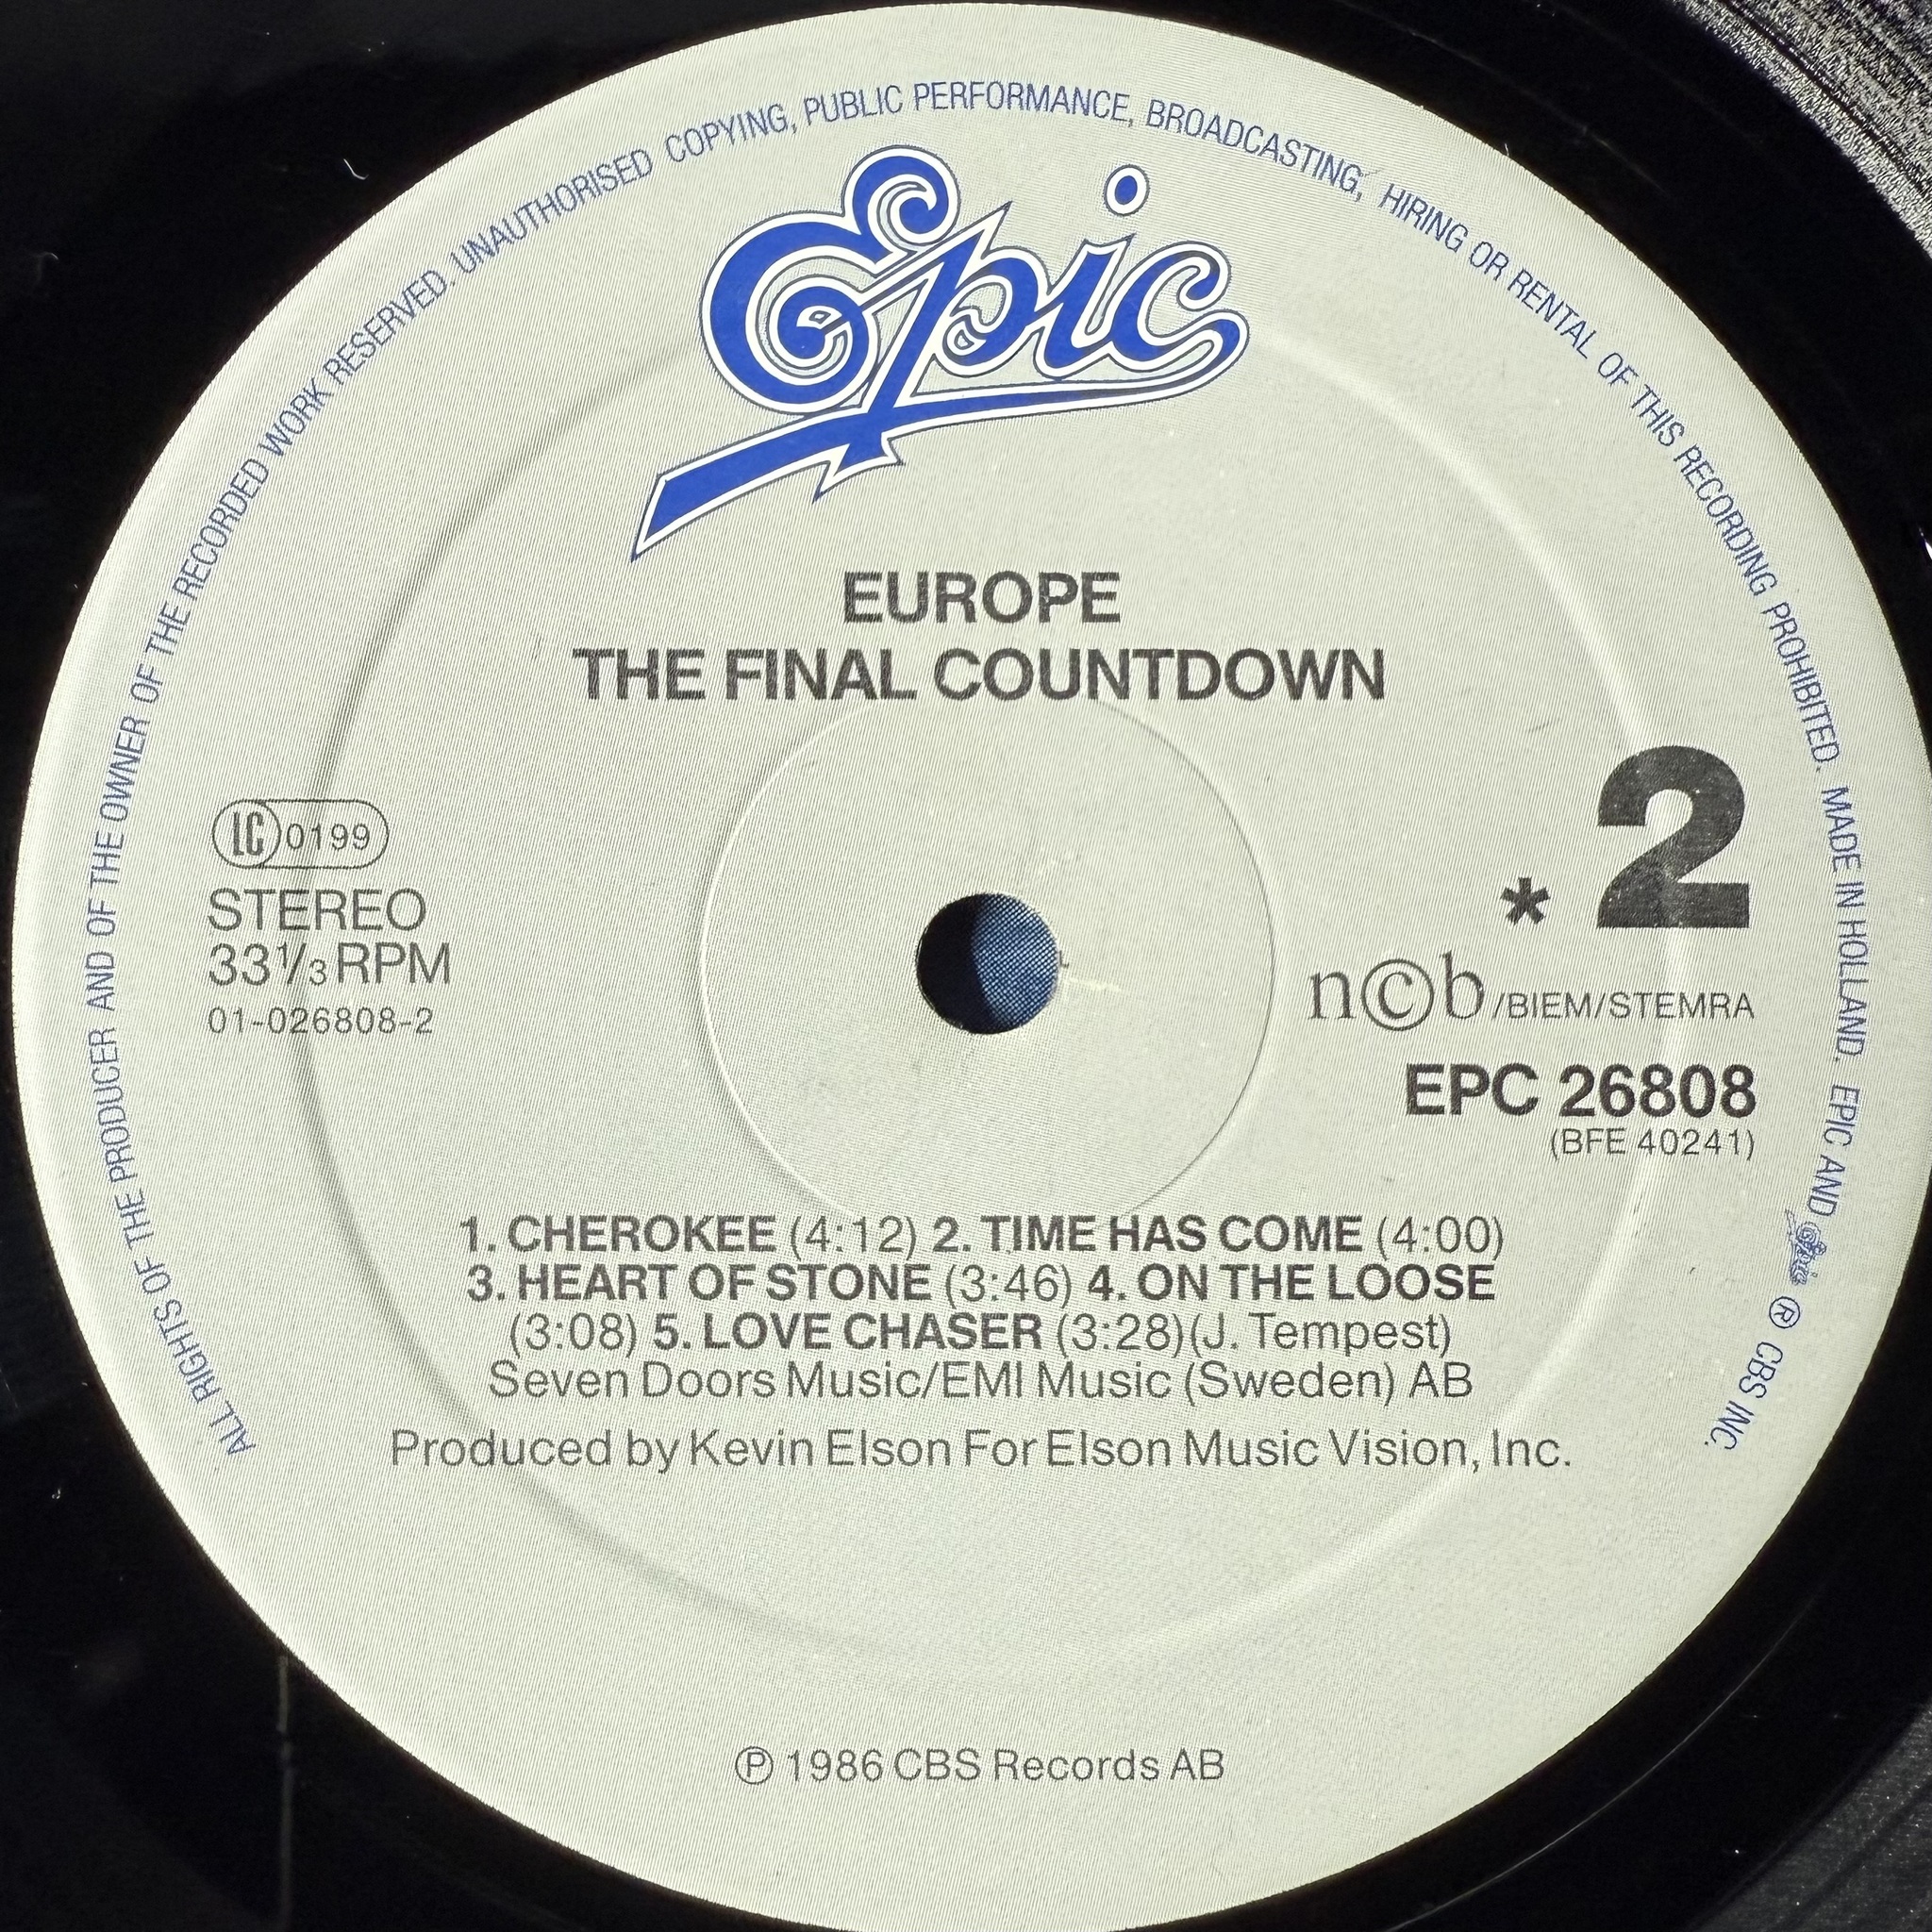 ALL RIGHTS OF THE PRODUCER AND OF THE OWNER OF THE RECORDED WORK RESERVED. UNAUTHORISED COPYING, PUBLIC PERFORMANCE, BROADCASTING, HIRING OR RENTAL OF THIS RECORDING PROHIBITED. MADE IN HOLLAND. EPIC AND Epic ® CBS INC.
Epic
EUROPE
THE FINAL COUNTDOWN
LC 0199
STEREO
33 1/3 RPM
01-026808-2
* 2
n©b/BIEM/STEMRA
EPC 26808
(BFE 40241)
1. CHEROKEE (4:12) 2. TIME HAS COME (4:00)
3. HEART OF STONE (3:46) 4. ON THE LOOSE
(3:08) 5. LOVE CHASER (3:28)(J. Tempest)
Seven Doors Music/EMI Music (Sweden) AB
Produced by Kevin Elson For Elson Music Vision, Inc.
℗ 1986 CBS Records AB